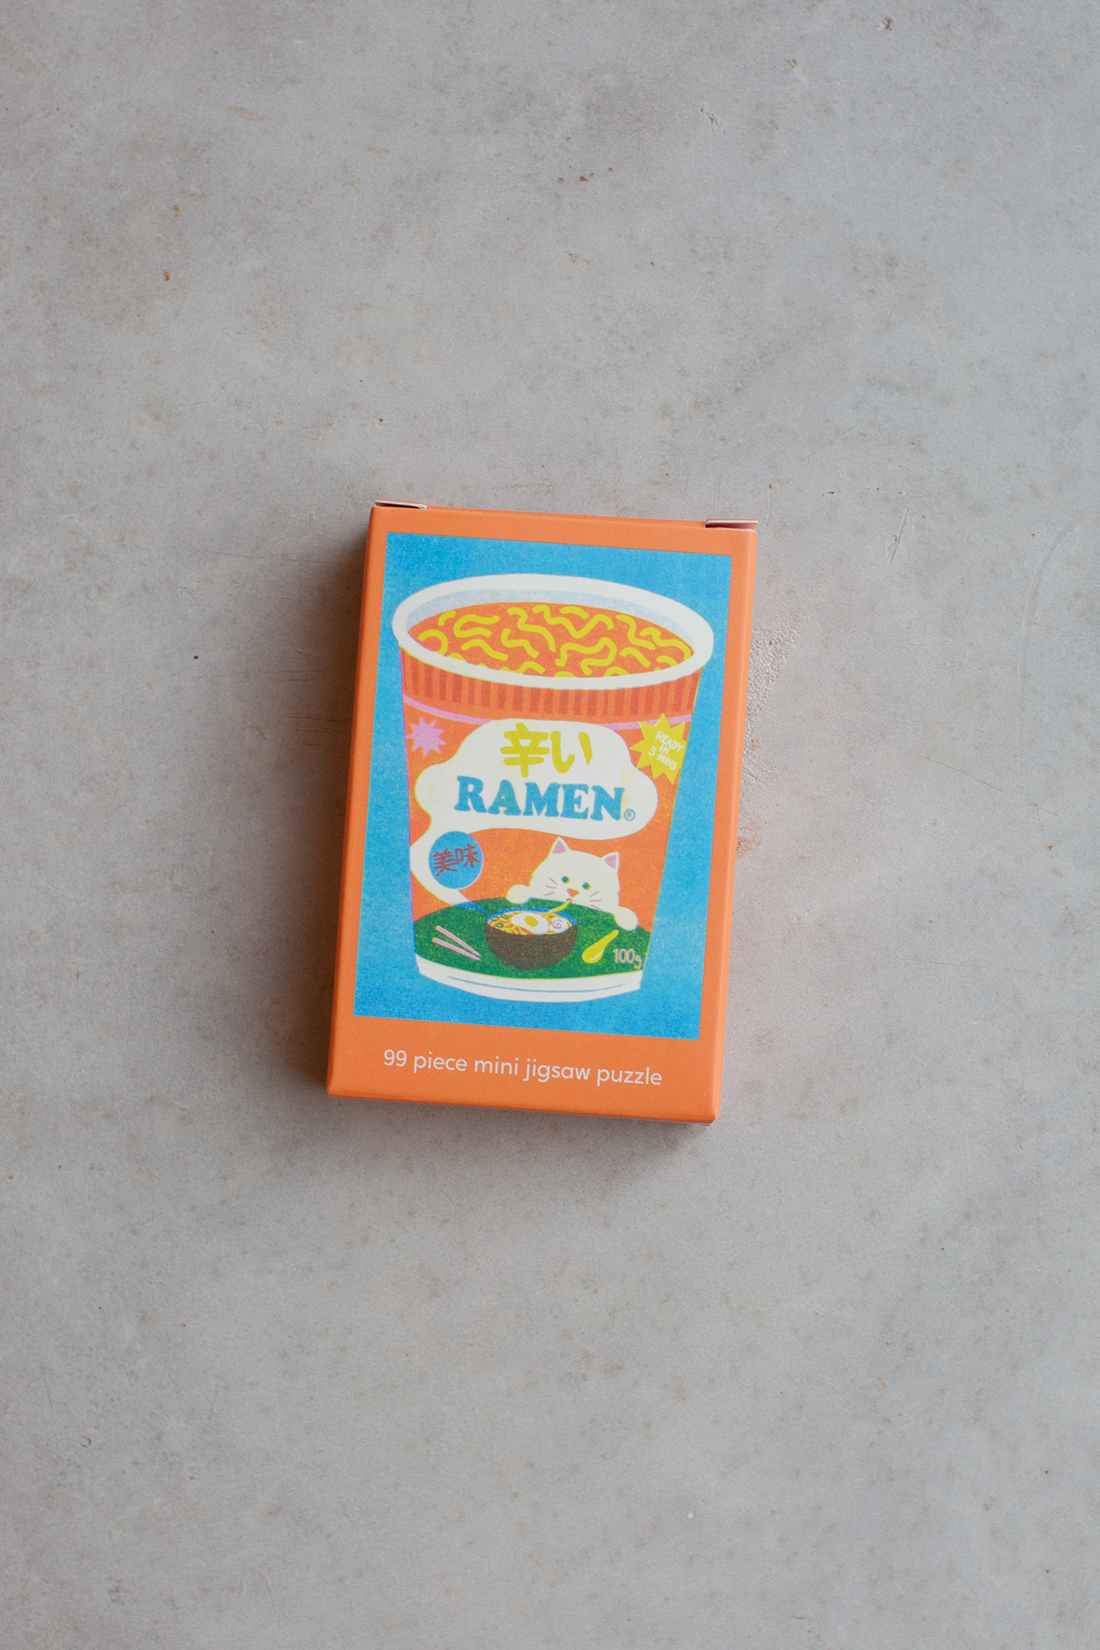 辛い
READY
IN
3 MINS
RAMEN®
美味
100g
99 piece mini jigsaw puzzle